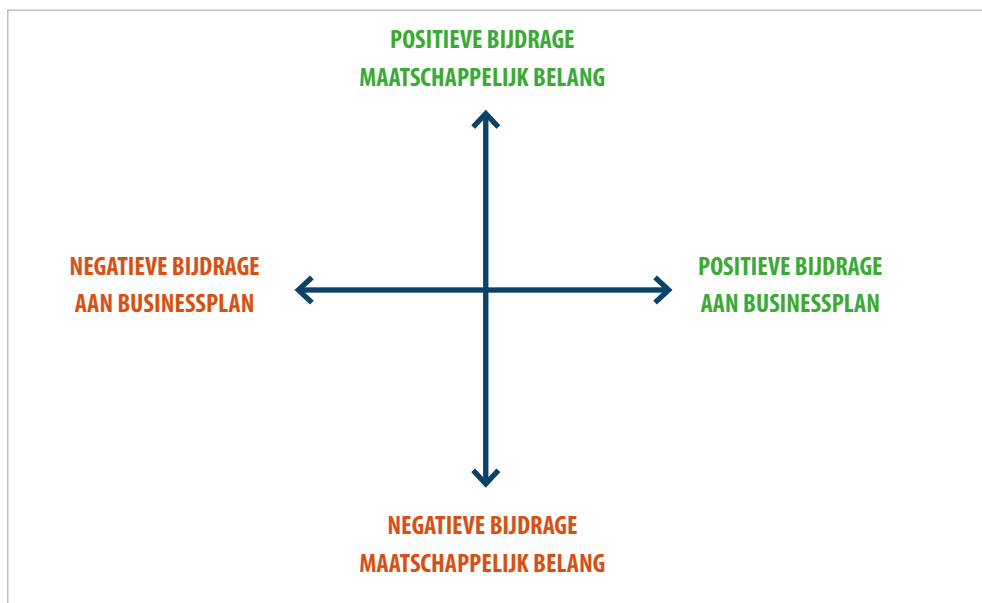 POSITIEVE BIJDRAGE
MAATSCHAPPELIJK BELANG
NEGATIEVE BIJDRAGE
AAN BUSINESSPLAN
POSITIEVE BIJDRAGE
AAN BUSINESSPLAN
NEGATIEVE BIJDRAGE
MAATSCHAPPELIJK BELANG